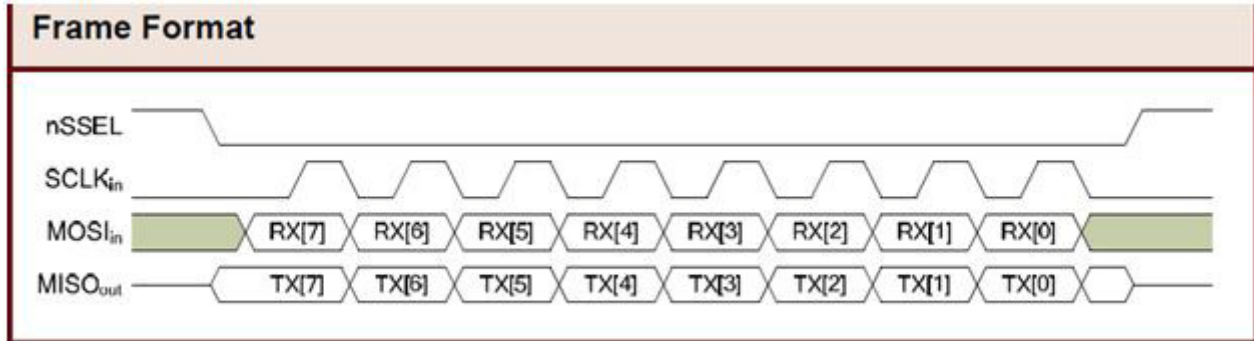 Frame Format
nSSEL
SCLKin
MOSIin RX[7] RX[6] RX[5] RX[4] RX[3] RX[2] RX[1] RX[0]
MISOout TX[7] TX[6] TX[5] TX[4] TX[3] TX[2] TX[1] TX[0]